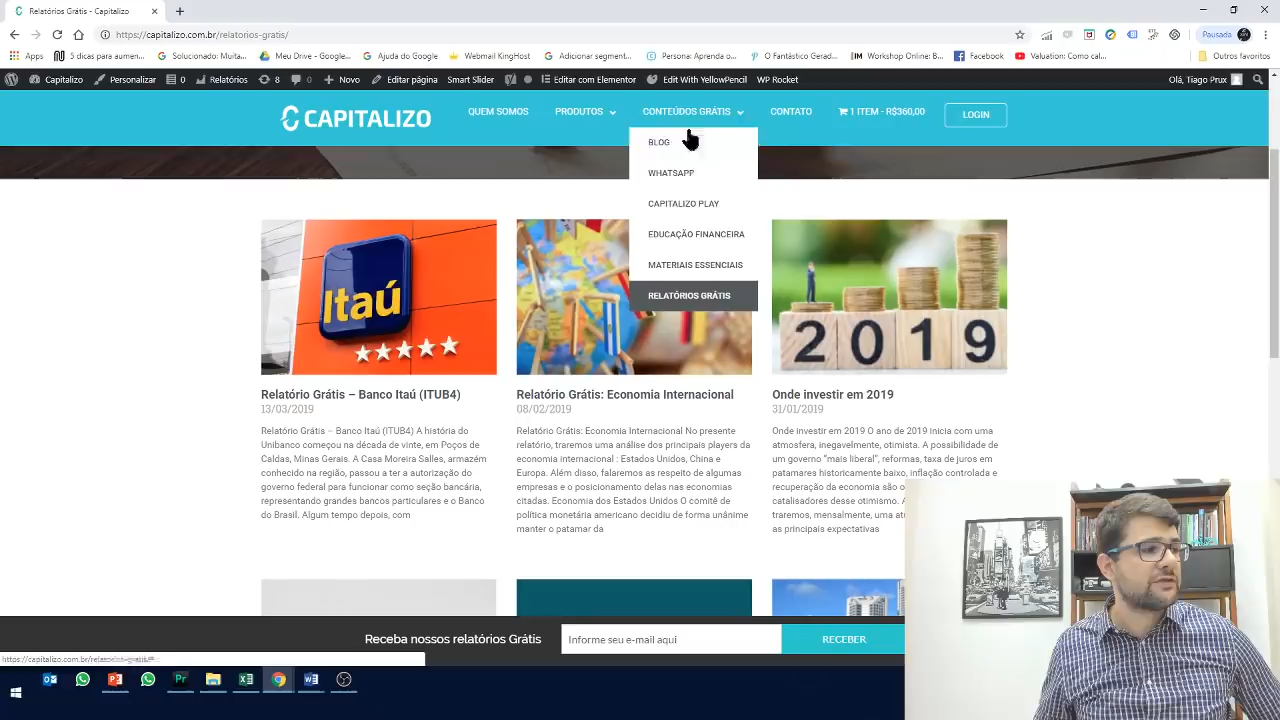 Relatórios Grátis - Capitalizo
https://capitalizo.com.br/relatorios-gratis/
Pausada
Apps
5 dicas para aumen...
Solucionado: Muit...
Meu Drive - Google...
Ajuda do Google
Webmail KingHost
Adicionar segmento...
Persona: Aprenda o...
O Fantasma do Capi...
Workshop Online: B...
Facebook
Valuation: Como cal...
Outros favoritos
Capitalizo
Personalizar
0
Relatórios
8
0
Novo
Editar página
Smart Slider
Editar com Elementor
Edit With YellowPencil
WP Rocket
Olá, Tiago Prux
CAPITALIZO
QUEM SOMOS
PRODUTOS
CONTEÚDOS GRÁTIS
CONTATO
1 ITEM - R$360,00
LOGIN
BLOG
WHATSAPP
CAPITALIZO PLAY
EDUCAÇÃO FINANCEIRA
MATERIAIS ESSENCIAIS
RELATÓRIOS GRÁTIS
Itaú
2019
Relatório Grátis – Banco Itaú (ITUB4)
13/03/2019
Relatório Grátis – Banco Itaú (ITUB4) A história do
Unibanco começou na década de vinte, em Poços de
Caldas, Minas Gerais. A Casa Moreira Salles, armazém
conhecido na região, passou a ter a autorização do
governo federal para funcionar como seção bancária,
representando grandes bancos particulares e o Banco
do Brasil. Algum tempo depois, com
Relatório Grátis: Economia Internacional
08/02/2019
Relatório Grátis: Economia Internacional No presente
relatório, traremos uma análise dos principais players da
economia internacional : Estados Unidos, China e
Europa. Além disso, falaremos as respeito de algumas
empresas e o posicionamento delas nas economias
citadas. Economia dos Estados Unidos O comitê de
política monetária americano decidiu de forma unânime
manter o patamar da
Onde investir em 2019
31/01/2019
Onde investir em 2019 O ano de 2019 inicia com uma
atmosfera, inegavelmente, otimista. A possibilidade de
um governo “mais liberal”, reformas, taxa de juros em
patamares historicamente baixo, inflação controlada e
recuperação da economia são o
catalisadores desse otimismo. A
traremos, mensalmente, uma atu
as principais expectativas
Receba nossos relatórios Grátis
Informe seu e-mail aqui
RECEBER